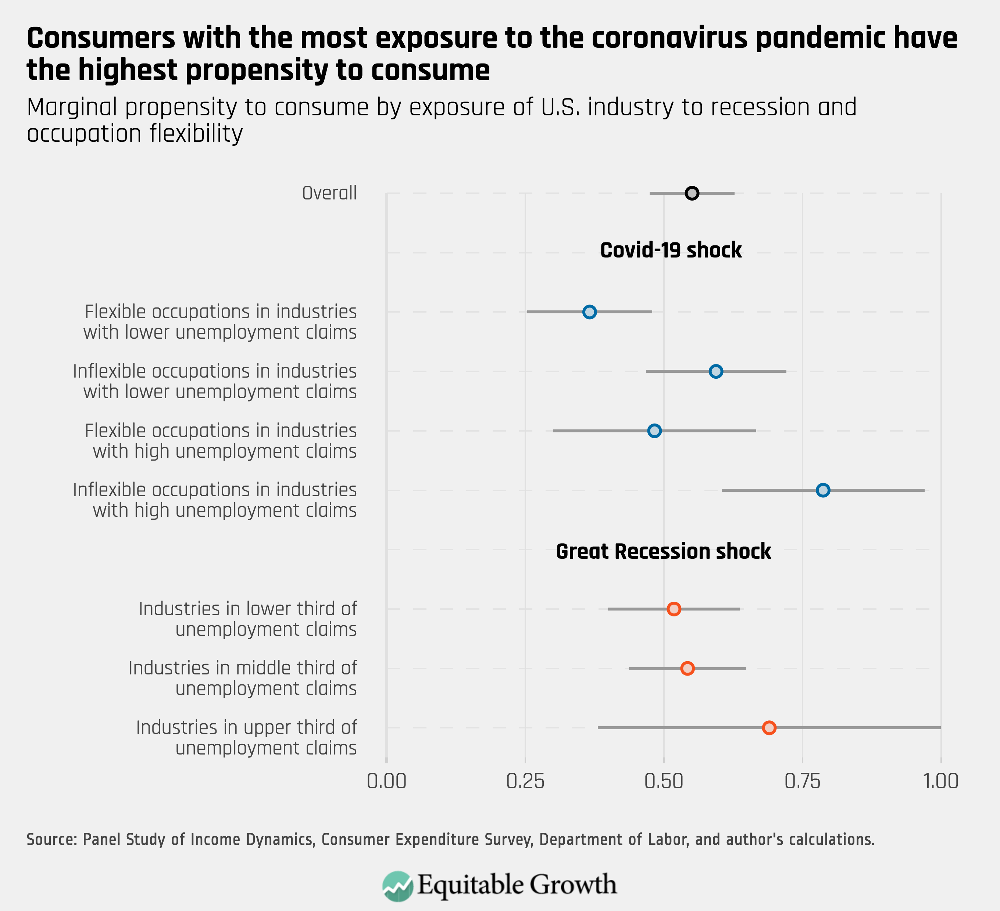 Consumers with the most exposure to the coronavirus pandemic have
the highest propensity to consume
Marginal propensity to consume by exposure of U.S. industry to recession and
occupation flexibility
Overall
Covid-19 shock
Flexible occupations in industries
with lower unemployment claims
Inflexible occupations in industries
with lower unemployment claims
Flexible occupations in industries
with high unemployment claims
Inflexible occupations in industries
with high unemployment claims
Great Recession shock
Industries in lower third of
unemployment claims
Industries in middle third of
unemployment claims
Industries in upper third of
unemployment claims
0.00 0.25 0.50 0.75 1.00
Source: Panel Study of Income Dynamics, Consumer Expenditure Survey, Department of Labor, and author's calculations.
Equitable Growth